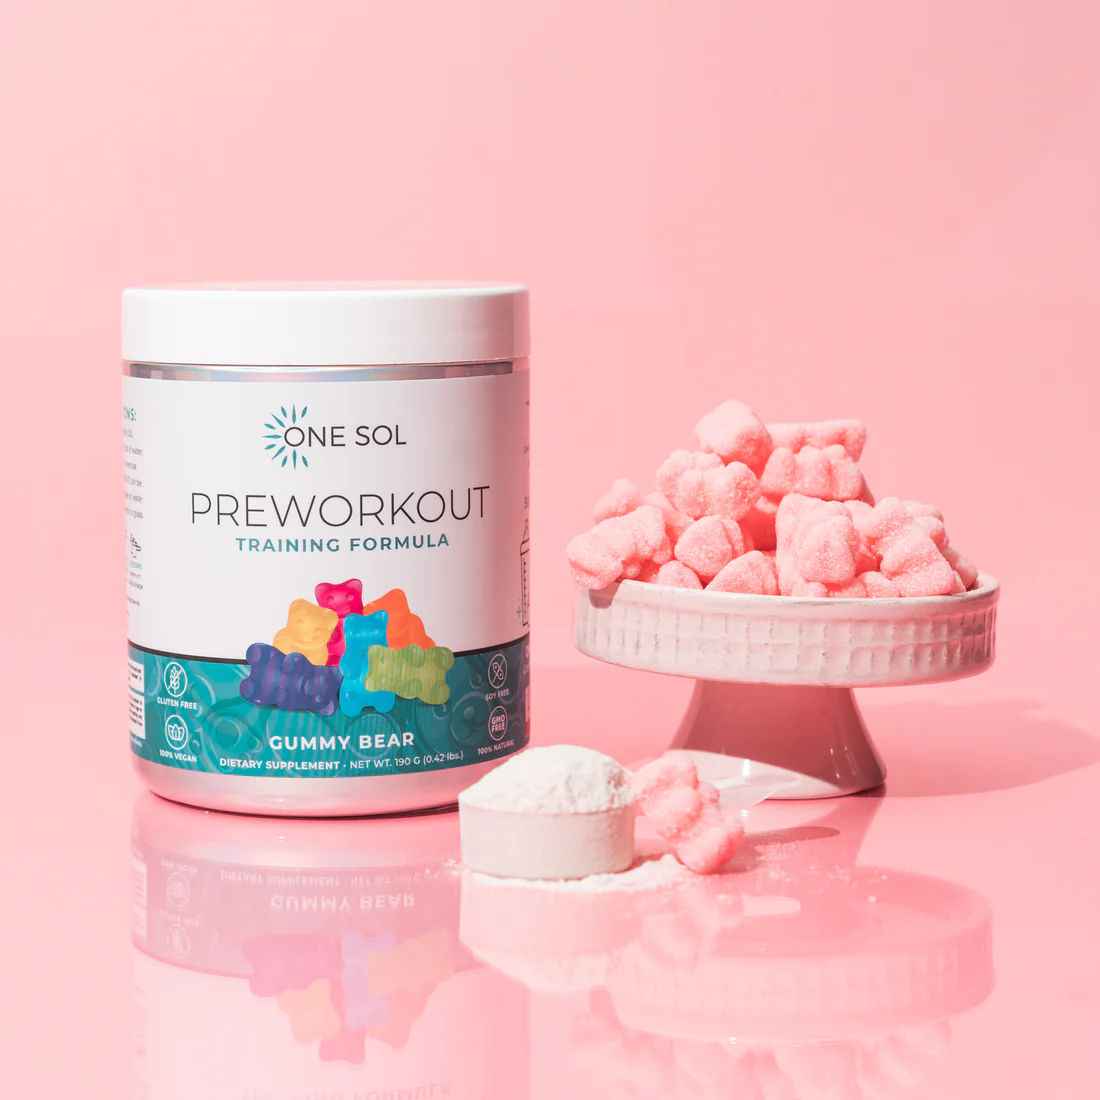 ONE SOL
PREWORKOUT
TRAINING FORMULA
GLUTEN FREE
100% VEGAN
SOY FREE
GMO
FREE
100% NATURAL
GUMMY BEAR
DIETARY SUPPLEMENT • NET WT. 190 G (0.42 lbs.)